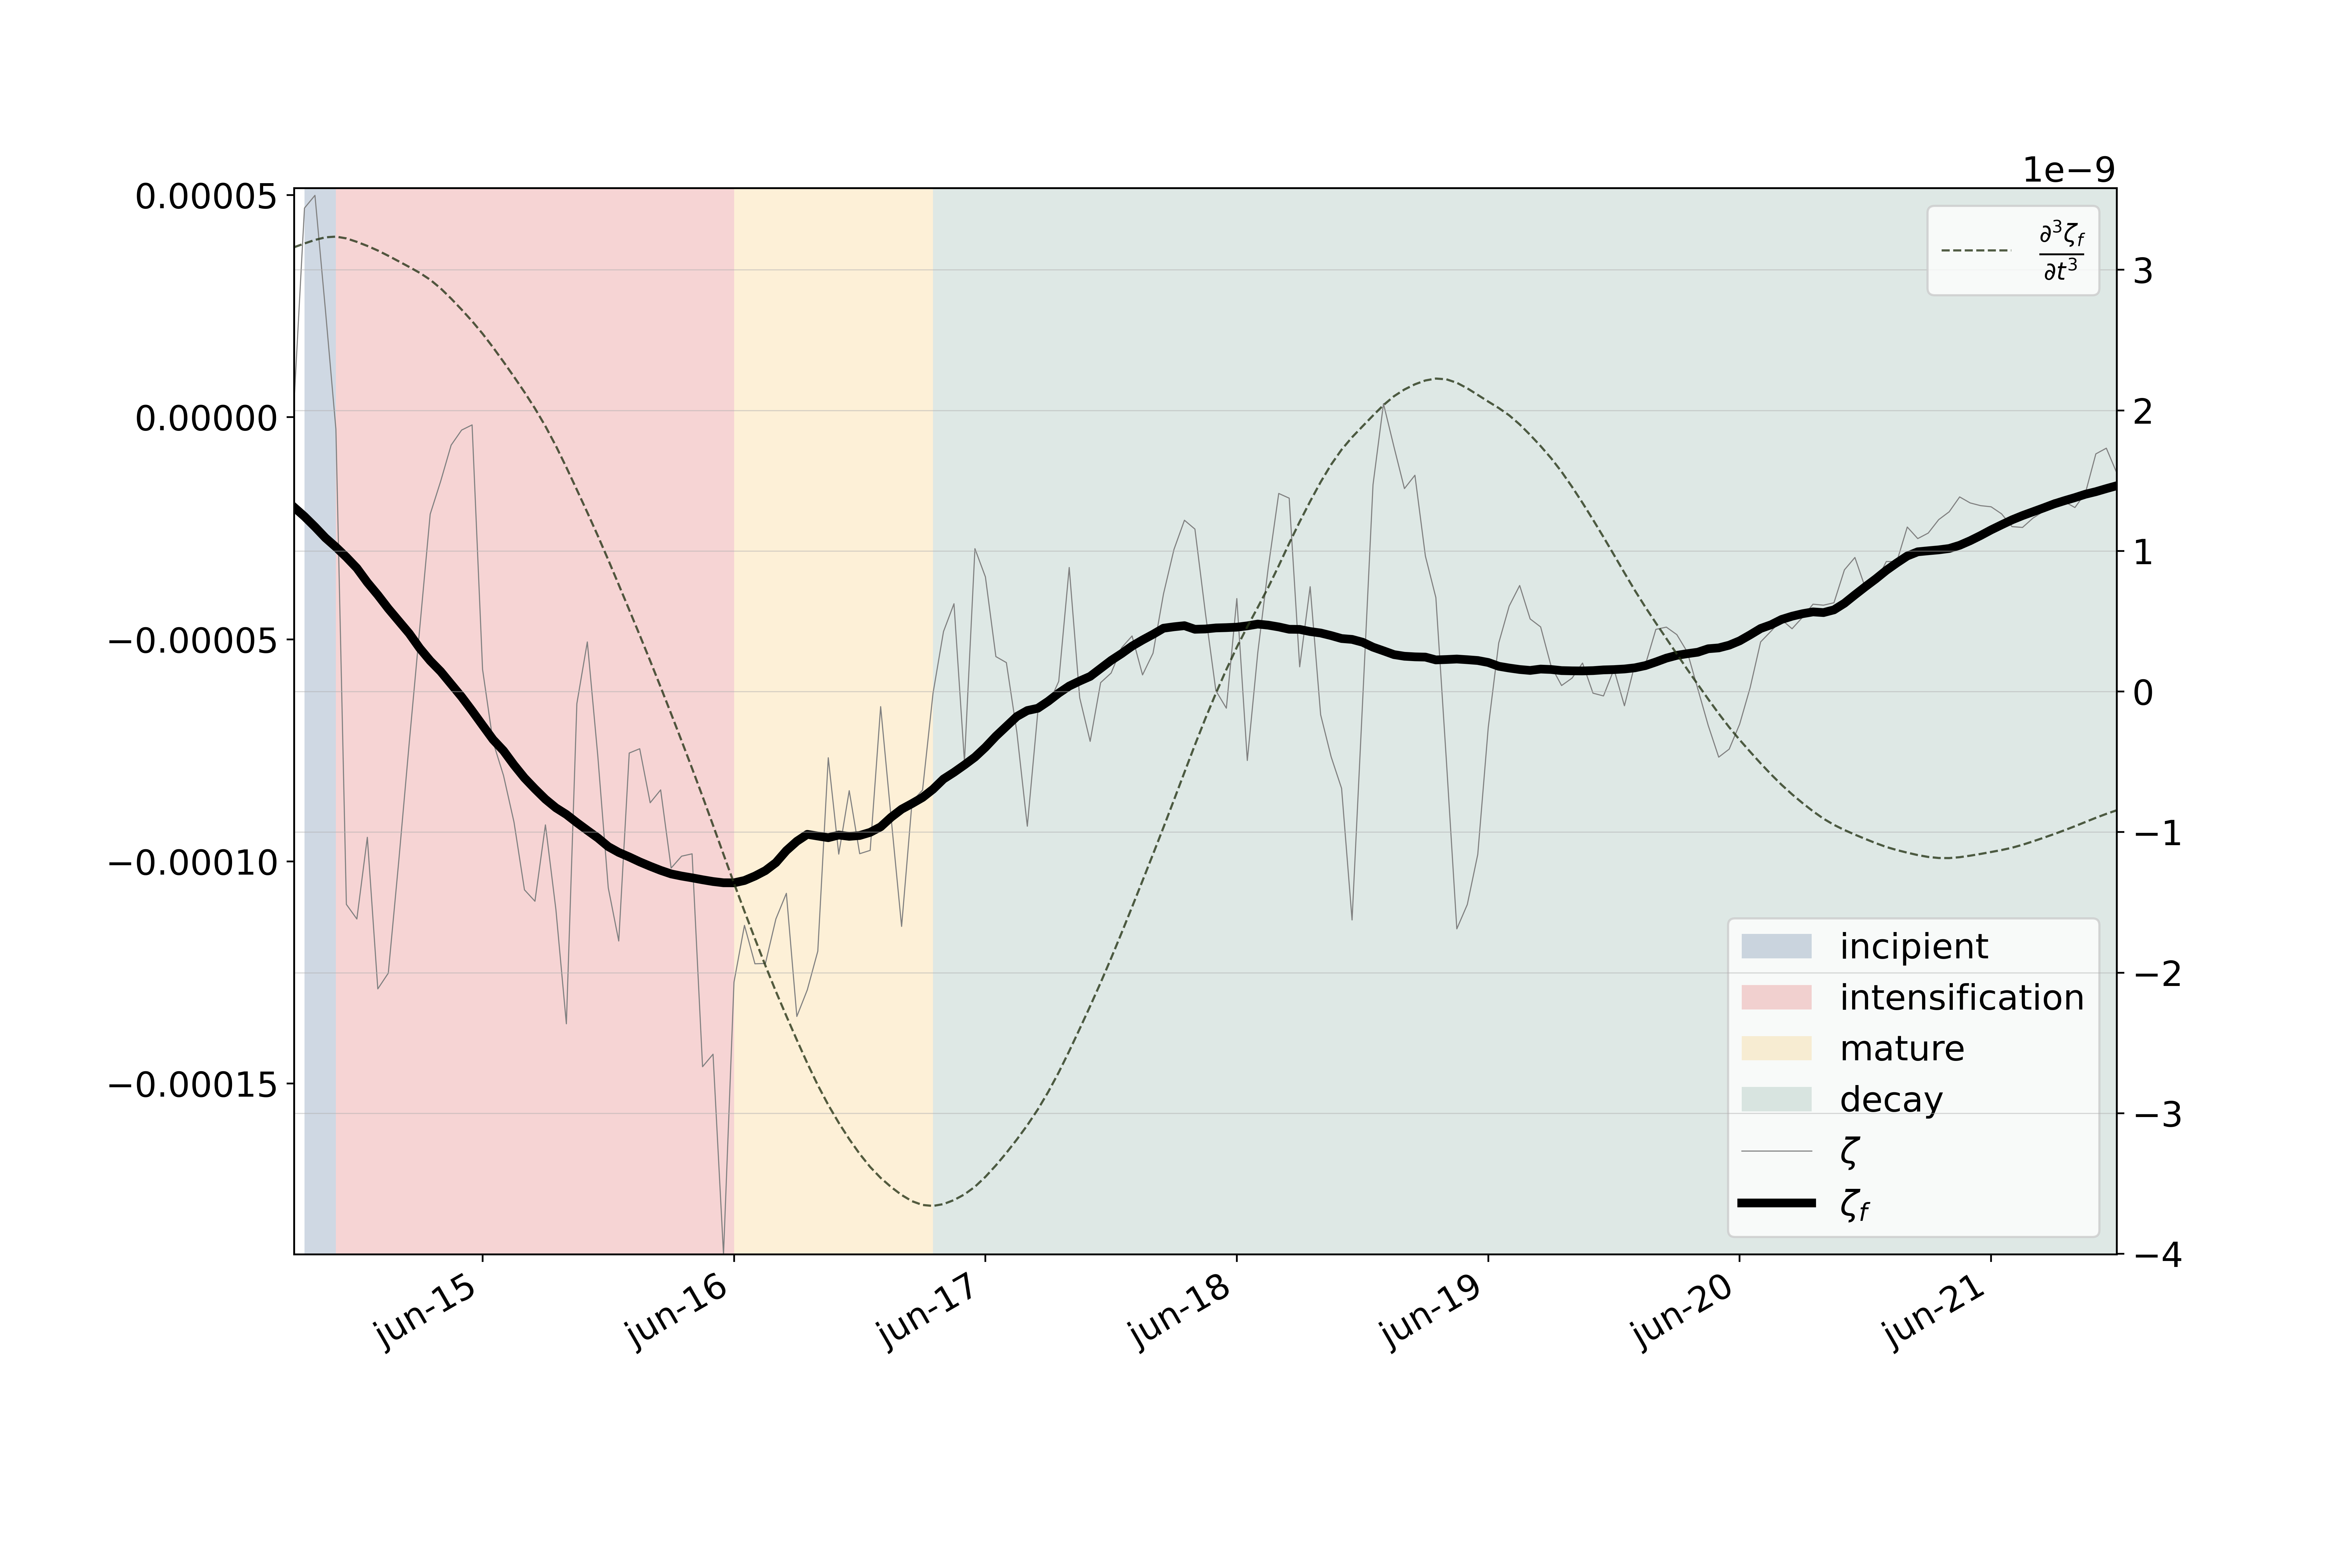 1e−9
0.00005
0.00000
−0.00005
−0.00010
−0.00015
3
2
1
0
−1
−2
−3
−4
∂³ζ_f
∂t³
incipient
intensification
mature
decay
ζ
ζ_f
jun-15
jun-16
jun-17
jun-18
jun-19
jun-20
jun-21